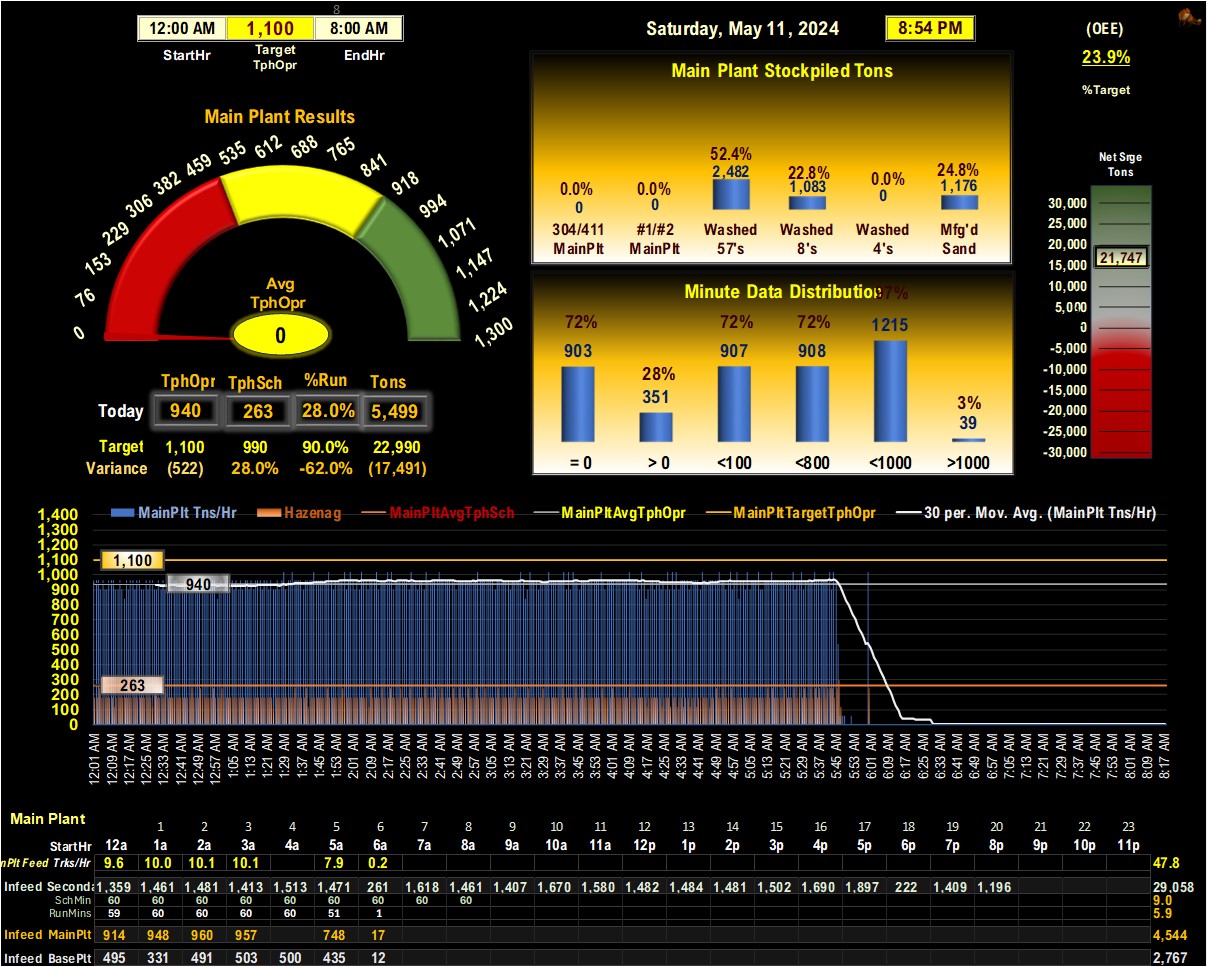 8
12:00 AM 1,100 8:00 AM
StartHr Target TphOpr EndHr
Saturday, May 11, 2024 8:54 PM
(OEE)
23.9%
%Target
Main Plant Results
0 76 153 229 306 382 459 535 612 688 765 841 918 994 1,071 1,147 1,224 1,300
Avg
TphOpr
0
TphOpr TphSch %Run Tons
Today 940 263 28.0% 5,499
Target 1,100 990 90.0% 22,990
Variance (522) 28.0% -62.0% (17,491)
Main Plant Stockpiled Tons
0.0% 0.0% 52.4% 22.8% 0.0% 24.8%
0 0 2,482 1,083 0 1,176
304/411 #1/#2 Washed Washed Washed Mfg'd
MainPlt MainPlt 57's 8's 4's Sand
Minute Data Distribution 97%
72% 28% 72% 72% 3%
903 351 907 908 1215 39
= 0 > 0 <100 <800 <1000 >1000
Net Srge
Tons
30,000
25,000
20,000
21,747
15,000
10,000
5,000
0
-5,000
-10,000
-15,000
-20,000
-25,000
-30,000
MainPlt Tns/Hr Hazenag MainPltAvgTphSch MainPltAvgTphOpr MainPltTargetTphOpr 30 per. Mov. Avg. (MainPlt Tns/Hr)
1,400
1,300
1,200
1,100
1,000
900
800
700
600
500
400
300
200
100
0
1,100
940
263
12:01 AM 12:09 AM 12:17 AM 12:25 AM 12:33 AM 12:41 AM 12:49 AM 12:57 AM 1:05 AM 1:13 AM 1:21 AM 1:29 AM 1:37 AM 1:45 AM 1:53 AM 2:01 AM 2:09 AM 2:17 AM 2:25 AM 2:33 AM 2:41 AM 2:49 AM 2:57 AM 3:05 AM 3:13 AM 3:21 AM 3:29 AM 3:37 AM 3:45 AM 3:53 AM 4:01 AM 4:09 AM 4:17 AM 4:25 AM 4:33 AM 4:41 AM 4:49 AM 4:57 AM 5:05 AM 5:13 AM 5:21 AM 5:29 AM 5:37 AM 5:45 AM 5:53 AM 6:01 AM 6:09 AM 6:17 AM 6:25 AM 6:33 AM 6:41 AM 6:49 AM 6:57 AM 7:05 AM 7:13 AM 7:21 AM 7:29 AM 7:37 AM 7:45 AM 7:53 AM 8:01 AM 8:09 AM 8:17 AM
Main Plant
1 2 3 4 5 6 7 8 9 10 11 12 13 14 15 16 17 18 19 20 21 22 23
StartHr 12a 1a 2a 3a 4a 5a 6a 7a 8a 9a 10a 11a 12p 1p 2p 3p 4p 5p 6p 7p 8p 9p 10p 11p
nPlt Feed Trks/Hr 9.6 10.0 10.1 10.1 7.9 0.2 47.8
Infeed Seconda 1,359 1,461 1,481 1,413 1,513 1,471 261 1,618 1,461 1,407 1,670 1,580 1,482 1,484 1,481 1,502 1,690 1,897 222 1,409 1,196 29,058
SchMin 60 60 60 60 60 60 60 60 60 9.0
RunMins 59 60 60 60 60 51 1 5.9
Infeed MainPlt 914 948 960 957 748 17 4,544
Infeed BasePlt 495 331 491 503 500 435 12 2,767